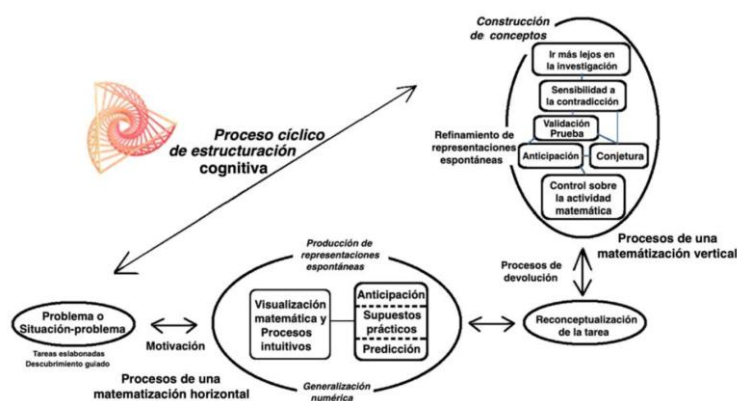 Construcción
de conceptos
Ir más lejos en
la investigación
Sensibilidad a
la contradicción
Validación
Prueba
Refinamiento de
representaciones
espontáneas
Anticipación
Conjetura
Control sobre
la actividad
matemática
Proceso cíclico
de estructuración
cognitiva
Procesos de una
matemátización vertical
Procesos de
devolución
Producción de
representaciones
espontáneas
Visualización
matemática y
Procesos
intuitivos
Anticipación
Supuestos
prácticos
Predicción
Generalización
numérica
Problema o
Situación-problema
Tareas eslabonadas
Descubrimiento guiado
Motivación
Reconceptualización
de la tarea
Procesos de una
matematización horizontal